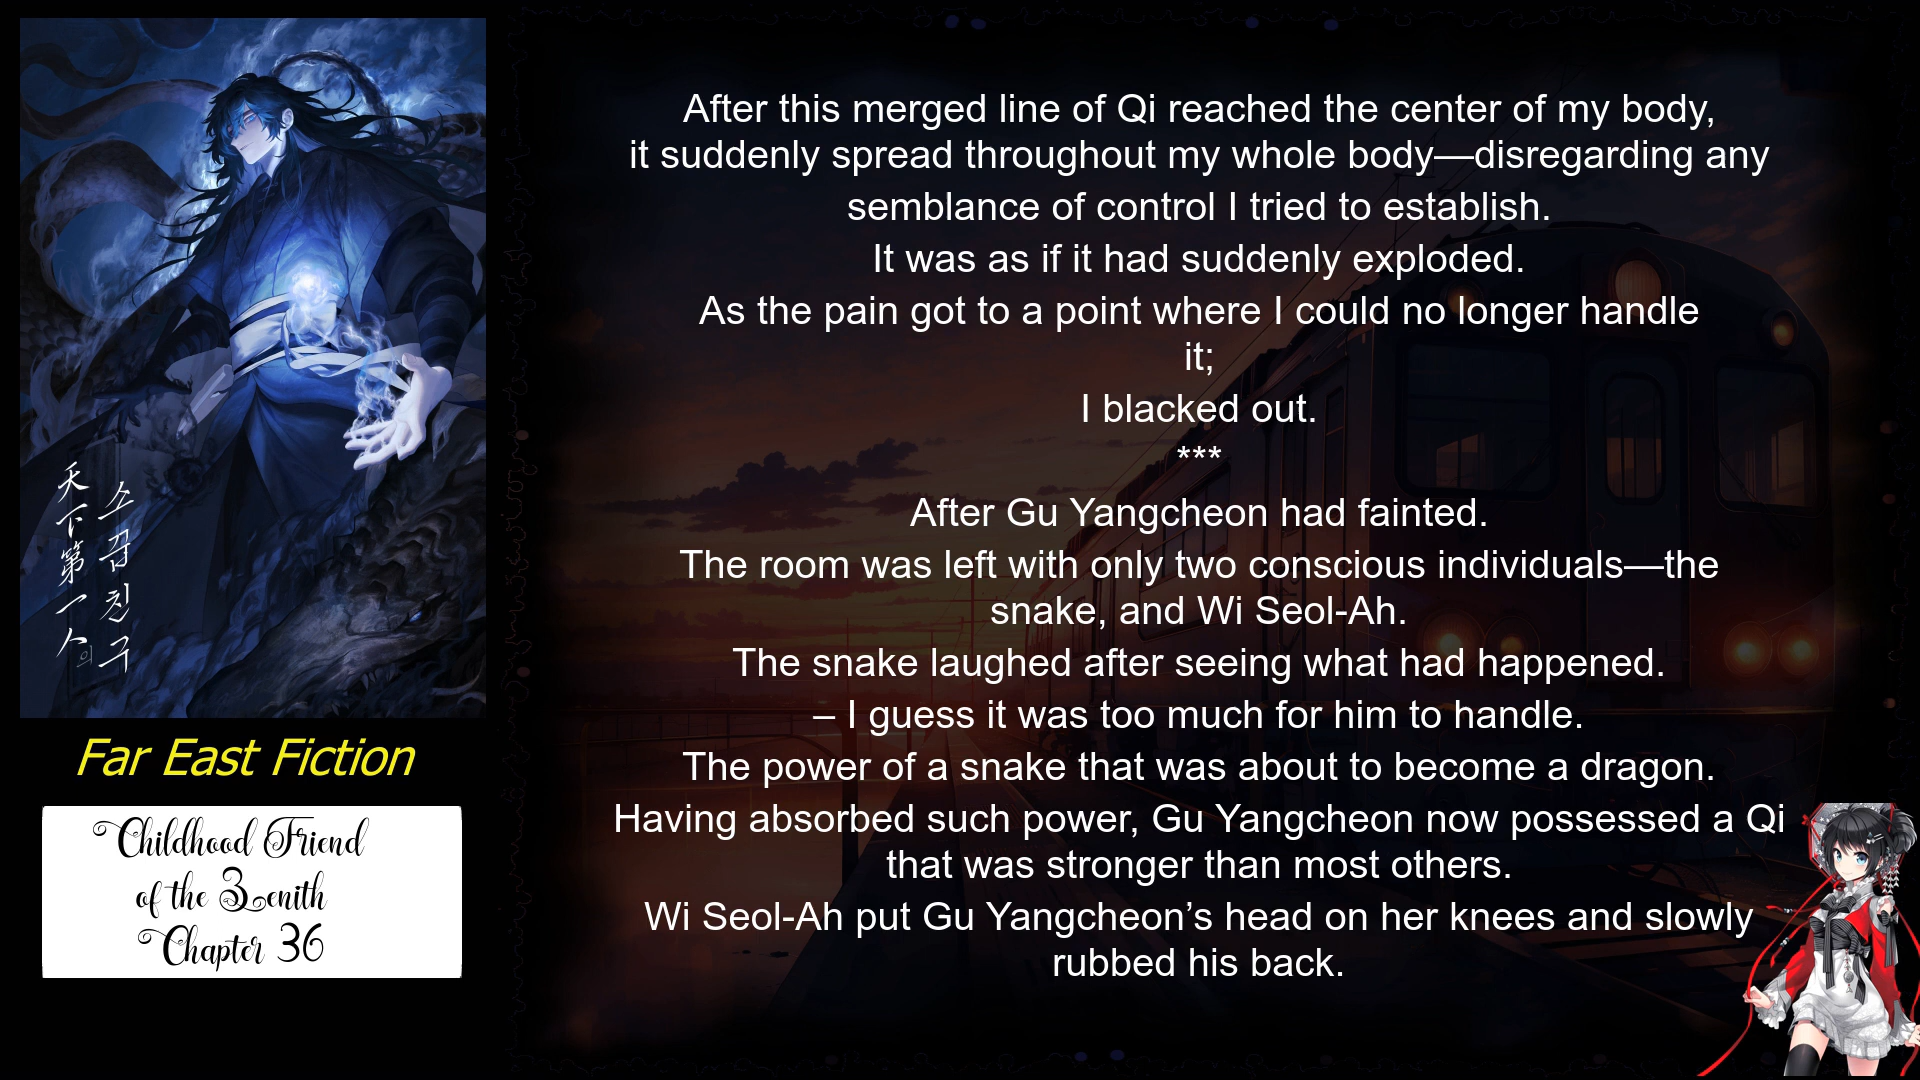 天下第一人의
소꿉친구
Far East Fiction
Childhood Friend
of the Zenith
Chapter 36
After this merged line of Qi reached the center of my body,
it suddenly spread throughout my whole body—disregarding any
semblance of control I tried to establish.
It was as if it had suddenly exploded.
As the pain got to a point where I could no longer handle
it;
I blacked out.
***
After Gu Yangcheon had fainted.
The room was left with only two conscious individuals—the
snake, and Wi Seol-Ah.
The snake laughed after seeing what had happened.
– I guess it was too much for him to handle.
The power of a snake that was about to become a dragon.
Having absorbed such power, Gu Yangcheon now possessed a Qi
that was stronger than most others.
Wi Seol-Ah put Gu Yangcheon’s head on her knees and slowly
rubbed his back.